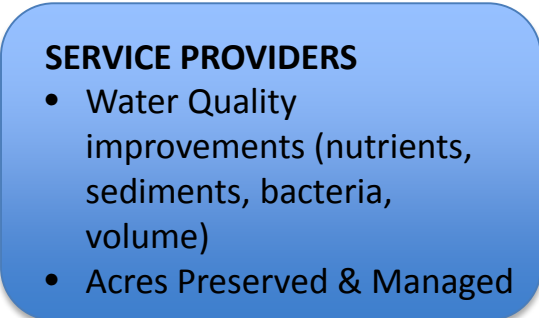 SERVICE PROVIDERS
• Water Quality
improvements (nutrients,
sediments, bacteria,
volume)
• Acres Preserved & Managed